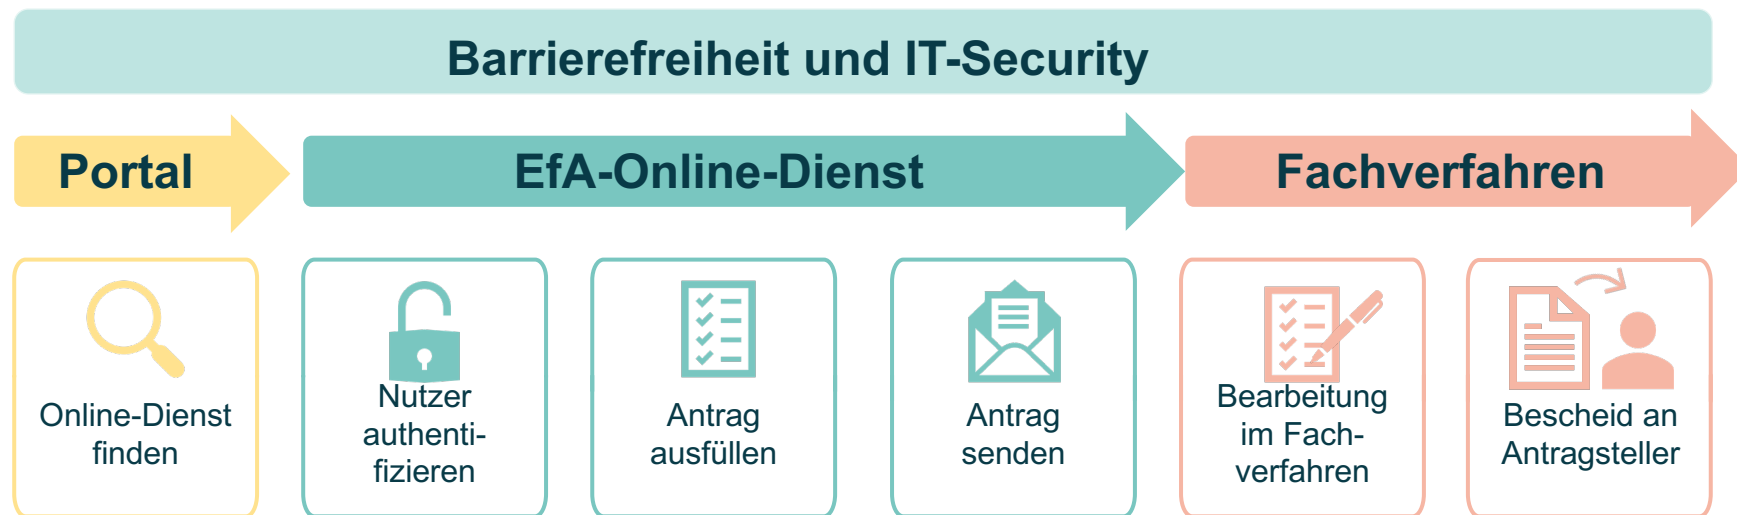 Barrierefreiheit und IT-Security
Portal
EfA-Online-Dienst
Fachverfahren
Online-Dienst
finden
Nutzer
authenti-
fizieren
Antrag
ausfüllen
Antrag
senden
Bearbeitung
im Fach-
verfahren
Bescheid an
Antragsteller